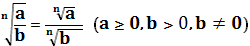 ⁿ√(a/b) = ⁿ√a / ⁿ√b (a ≥ 0, b > 0, b ≠ 0)